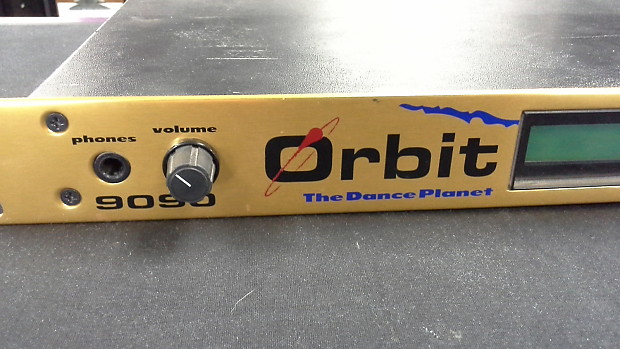 phones
volume
Orbit
The Dance Planet
9090